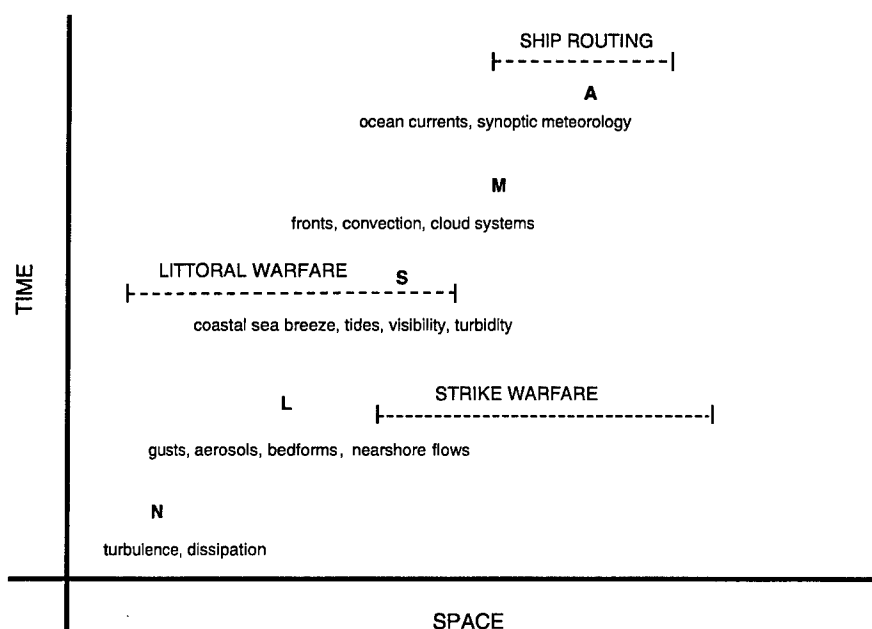 SHIP ROUTING
A
ocean currents, synoptic meteorology
M
fronts, convection, cloud systems
LITTORAL WARFARE
S
coastal sea breeze, tides, visibility, turbidity
STRIKE WARFARE
L
gusts, aerosols, bedforms, nearshore flows
N
turbulence, dissipation
TIME
SPACE